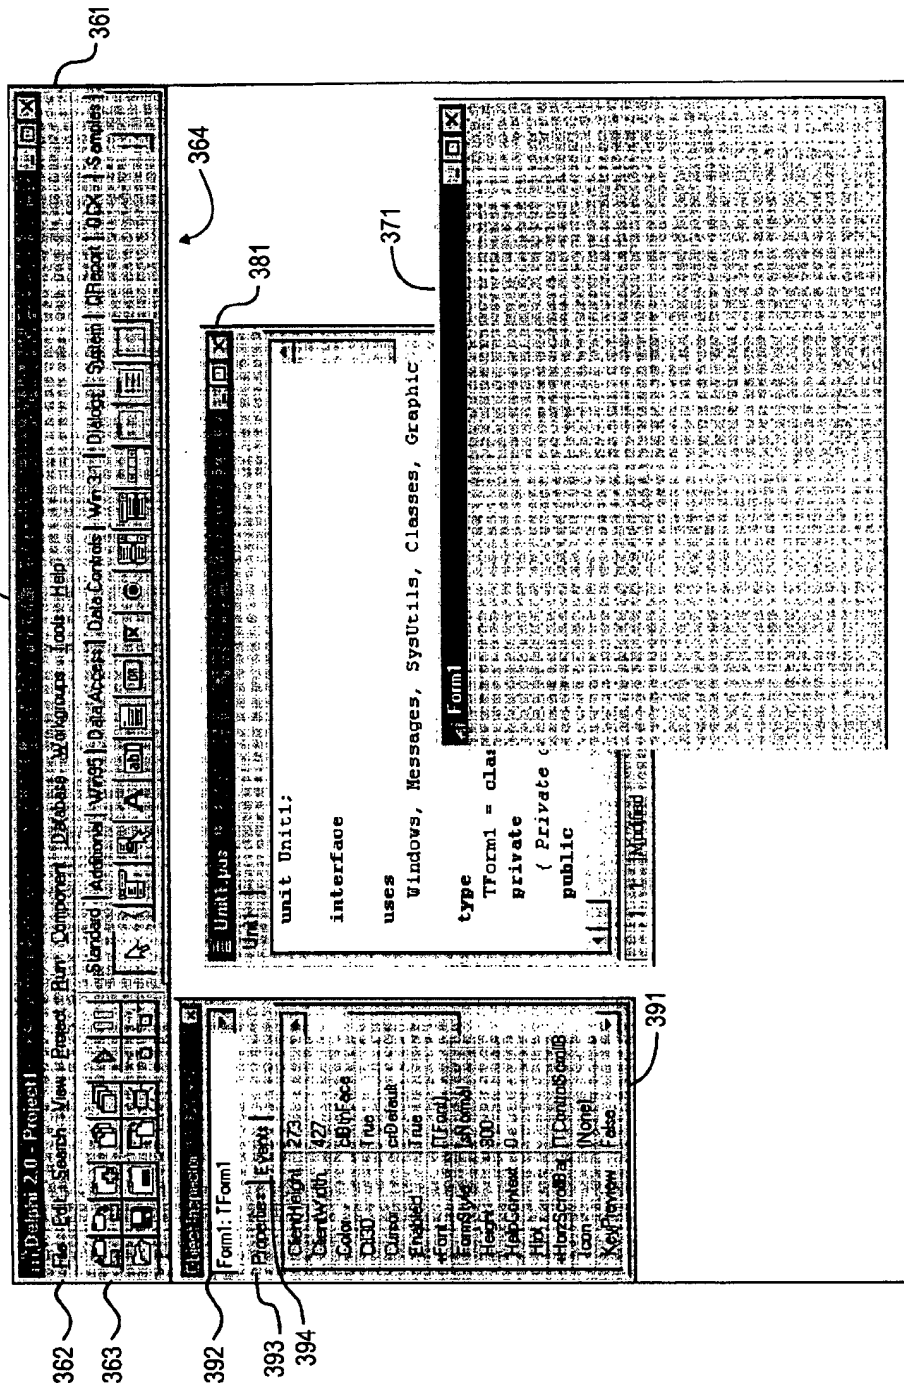 Delphi 2.0 - Project1
File Edit Search View Project Run Component Database Workgroups Tools Help
Standard Additional Win95 Data Access Data Controls Win 3.1 Dialogs System QReport OCX Samples
361
362
363
364
Object Inspector
Form1: TForm1
Properties Events
ClientHeight 273
ClientWidth 427
Color clBtnFace
Ctl3D True
Cursor crDefault
Enabled True
+Font (TFont)
FormStyle fsNormal
Height 300
HelpContext 0
Hint
+HorzScrollBar (TControlScrollB
Icon (None)
KeyPreview False
391
392
393
394
Unit1.pas
Unit1
unit Unit1;
interface
uses
Windows, Messages, SysUtils, Classes, Graphic
type
TForm1 = clas
private
{ Private d
public
Modified
381
Form1
371